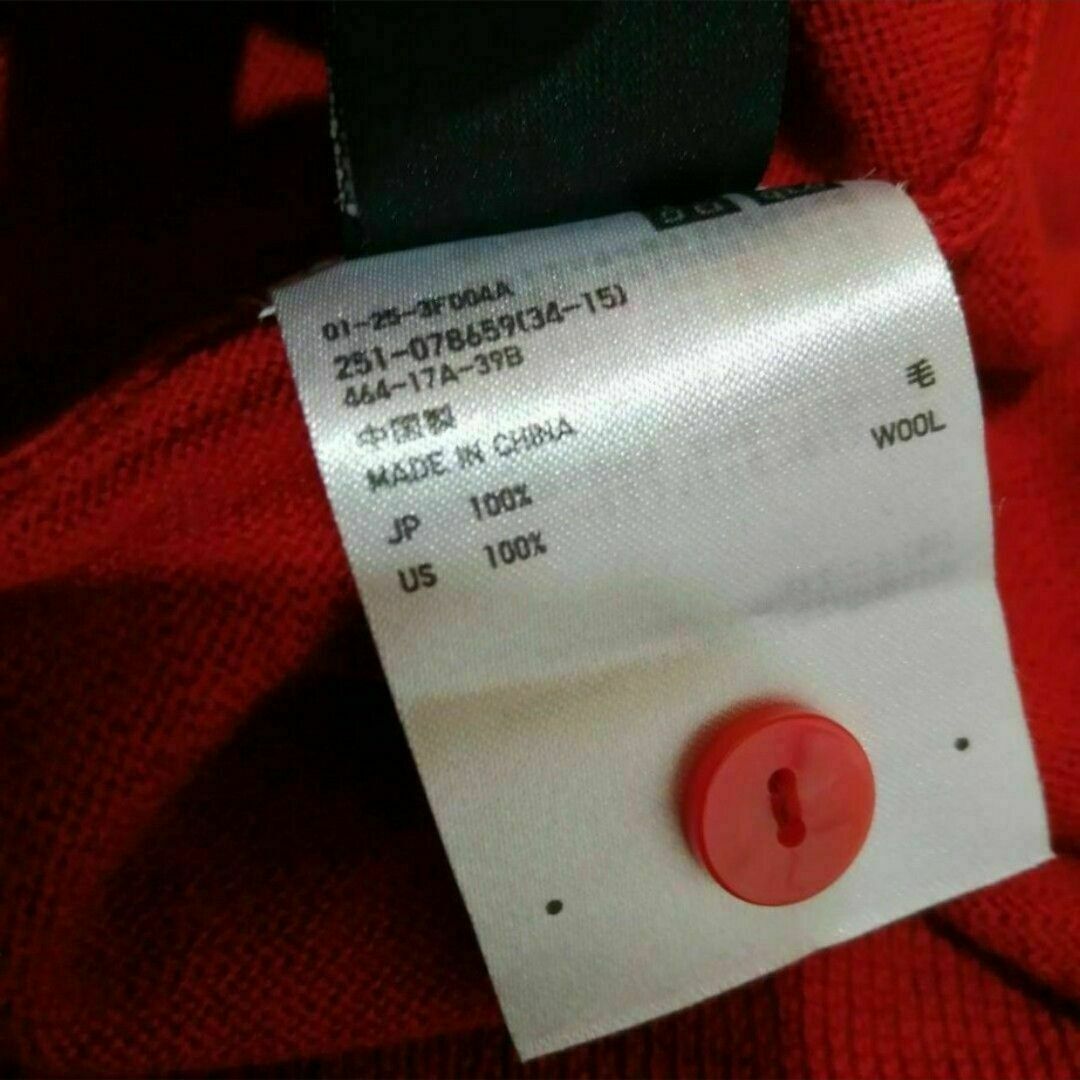 01-25-3F004A
251-078659(34-15)
464-17A-39B
中国製
MADE IN CHINA
毛
JP 100%
WOOL
US 100%